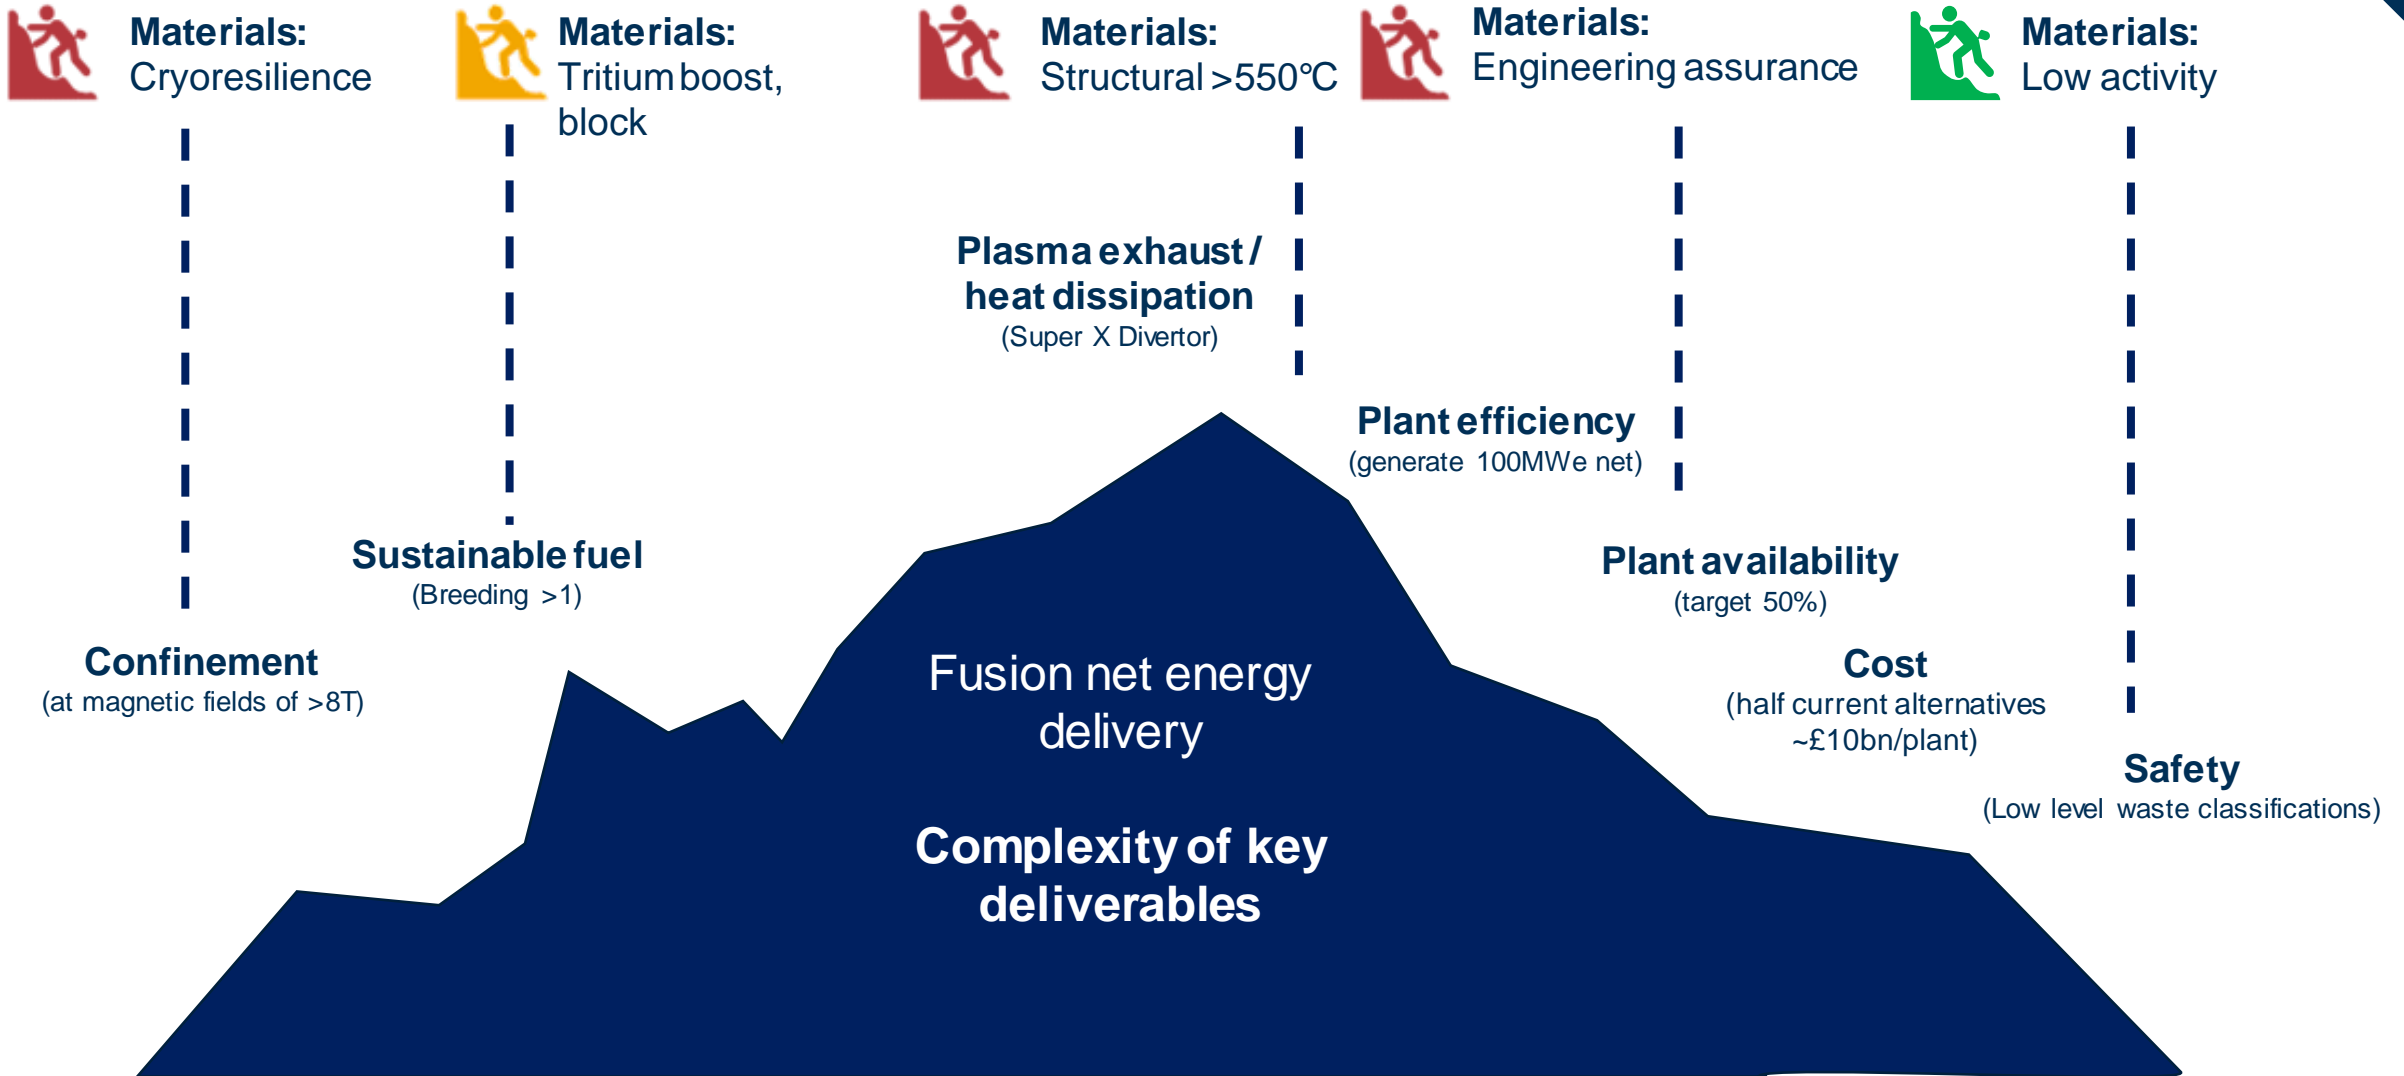 Materials:
Cryoresilience
Materials:
Tritium boost,
block
Materials:
Structural >550°C
Materials:
Engineering assurance
Materials:
Low activity
Plasma exhaust /
heat dissipation
(Super X Divertor)
Plant efficiency
(generate 100MWe net)
Sustainable fuel
(Breeding >1)
Plant availability
(target 50%)
Confinement
(at magnetic fields of >8T)
Cost
(half current alternatives
~£10bn/plant)
Safety
(Low level waste classifications)
Fusion net energy
delivery
Complexity of key
deliverables